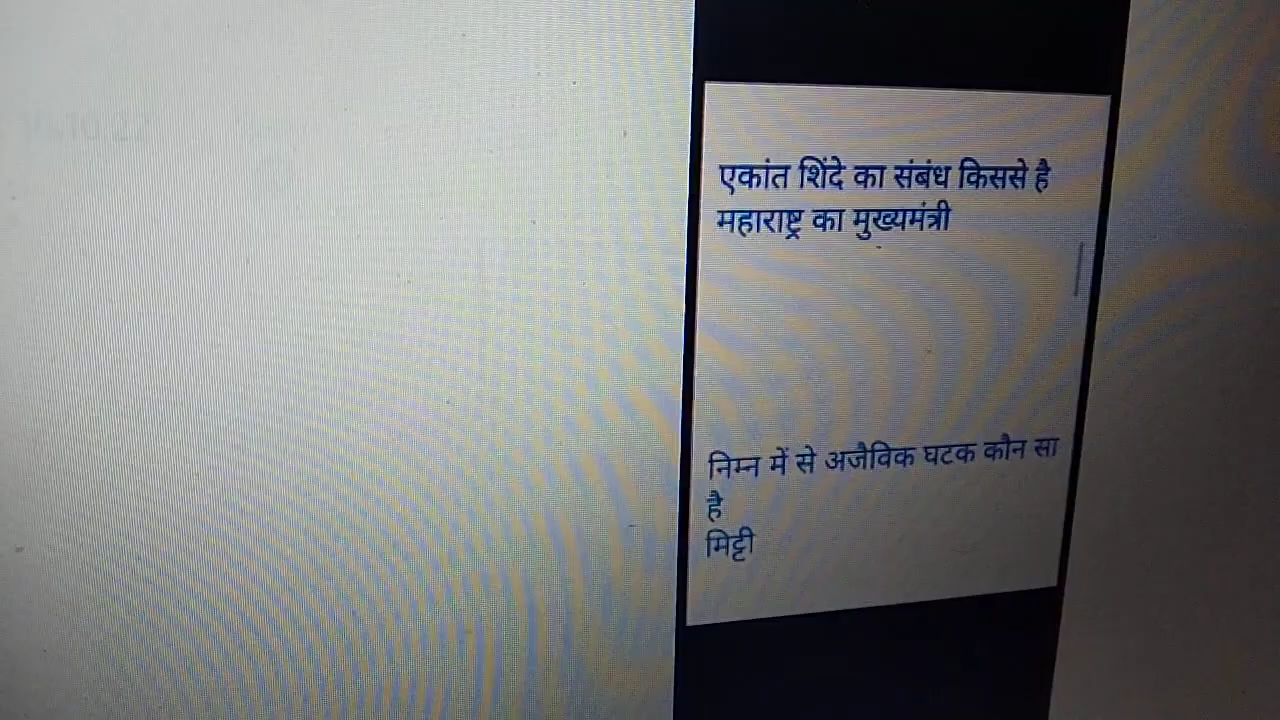 एकांत शिंदे का संबंध किससे है
महाराष्ट्र का मुख्यमंत्री
निम्न में से अजैविक घटक कौन सा
है
मिट्टी